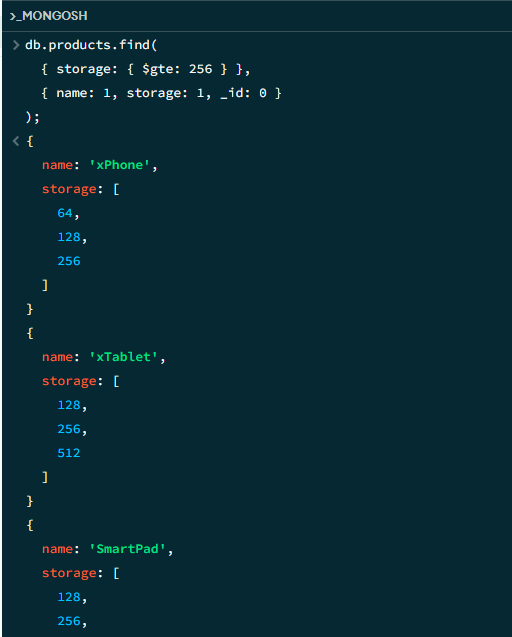 >_MONGOSH
> db.products.find(
{ storage: { $gte: 256 } },
{ name: 1, storage: 1, _id: 0 }
);
< {
name: 'xPhone',
storage: [
64,
128,
256
]
}
{
name: 'xTablet',
storage: [
128,
256,
512
]
}
{
name: 'SmartPad',
storage: [
128,
256,